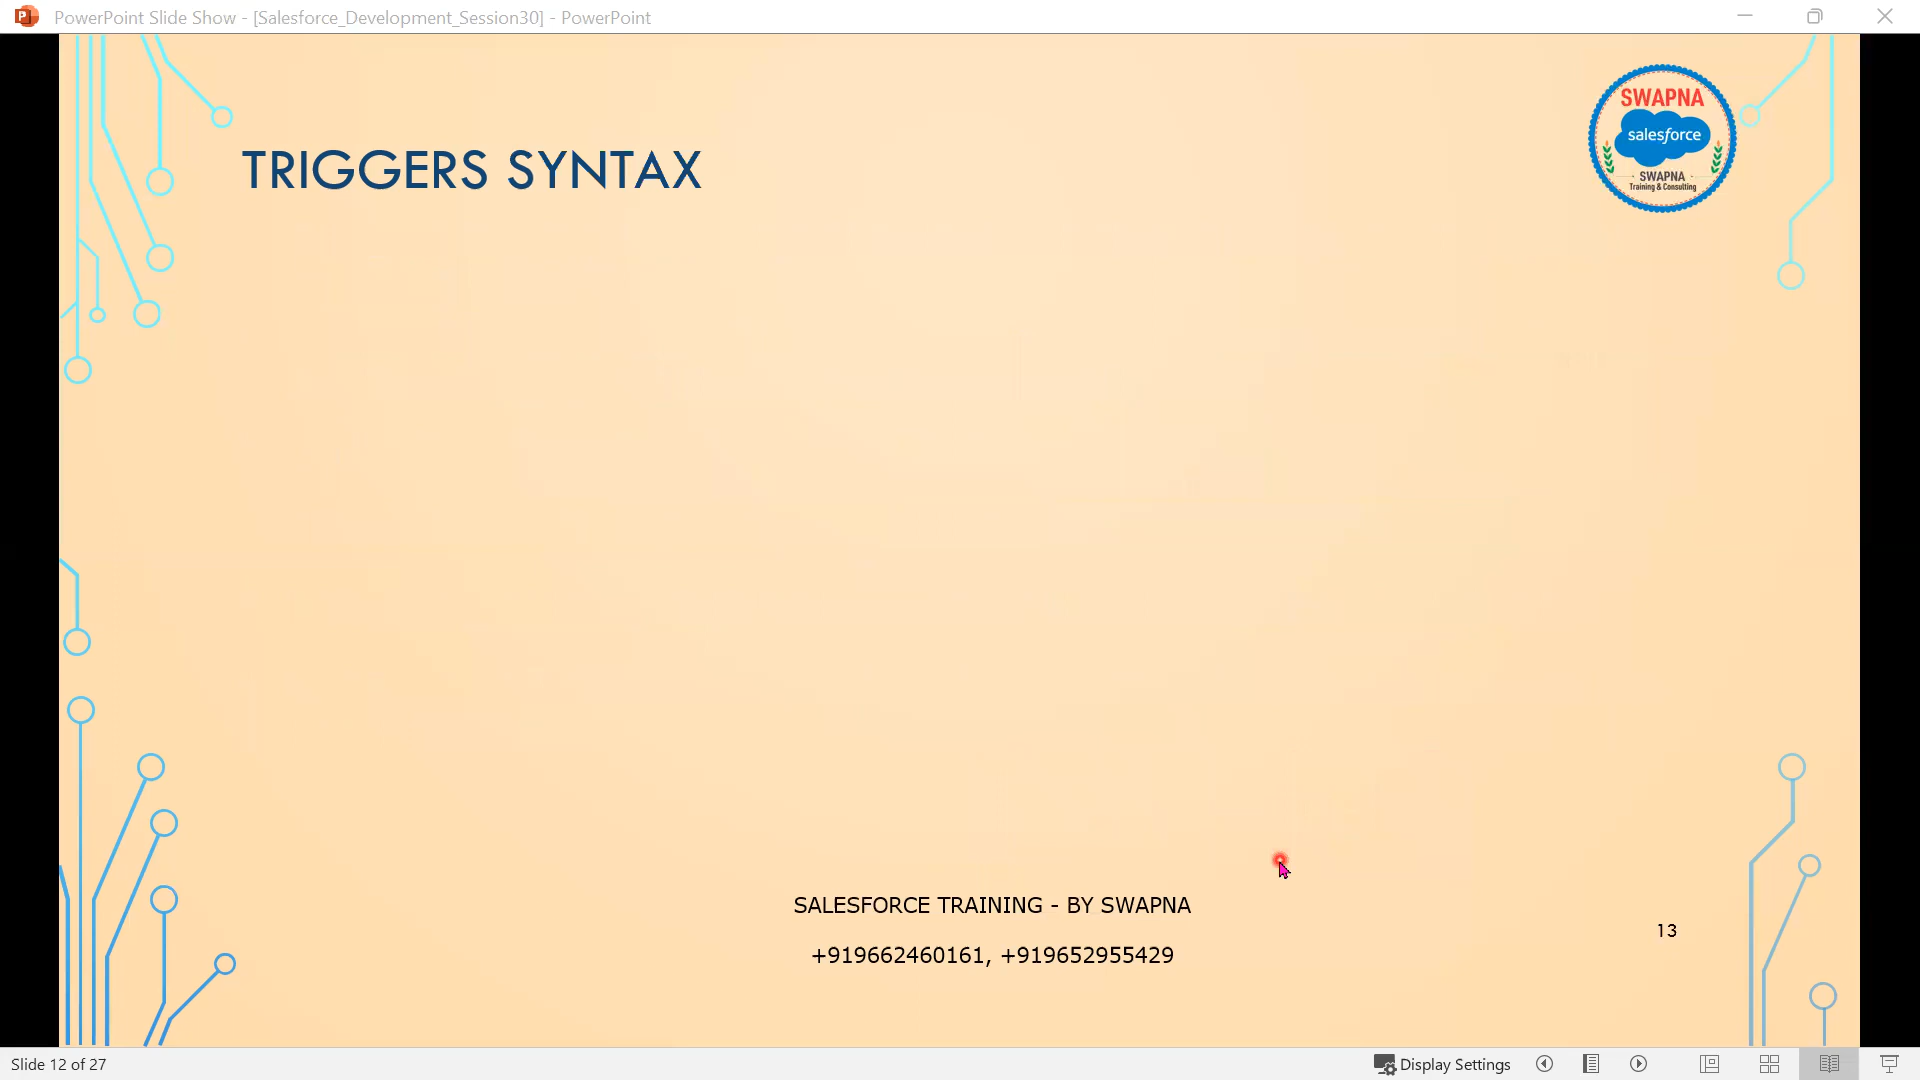 PowerPoint Slide Show - [Salesforce_Development_Session30] - PowerPoint
TRIGGERS SYNTAX
SWAPNA
salesforce
SWAPNA
Training & Consulting
SALESFORCE TRAINING - BY SWAPNA
+919662460161, +919652955429
13
Slide 12 of 27
Display Settings